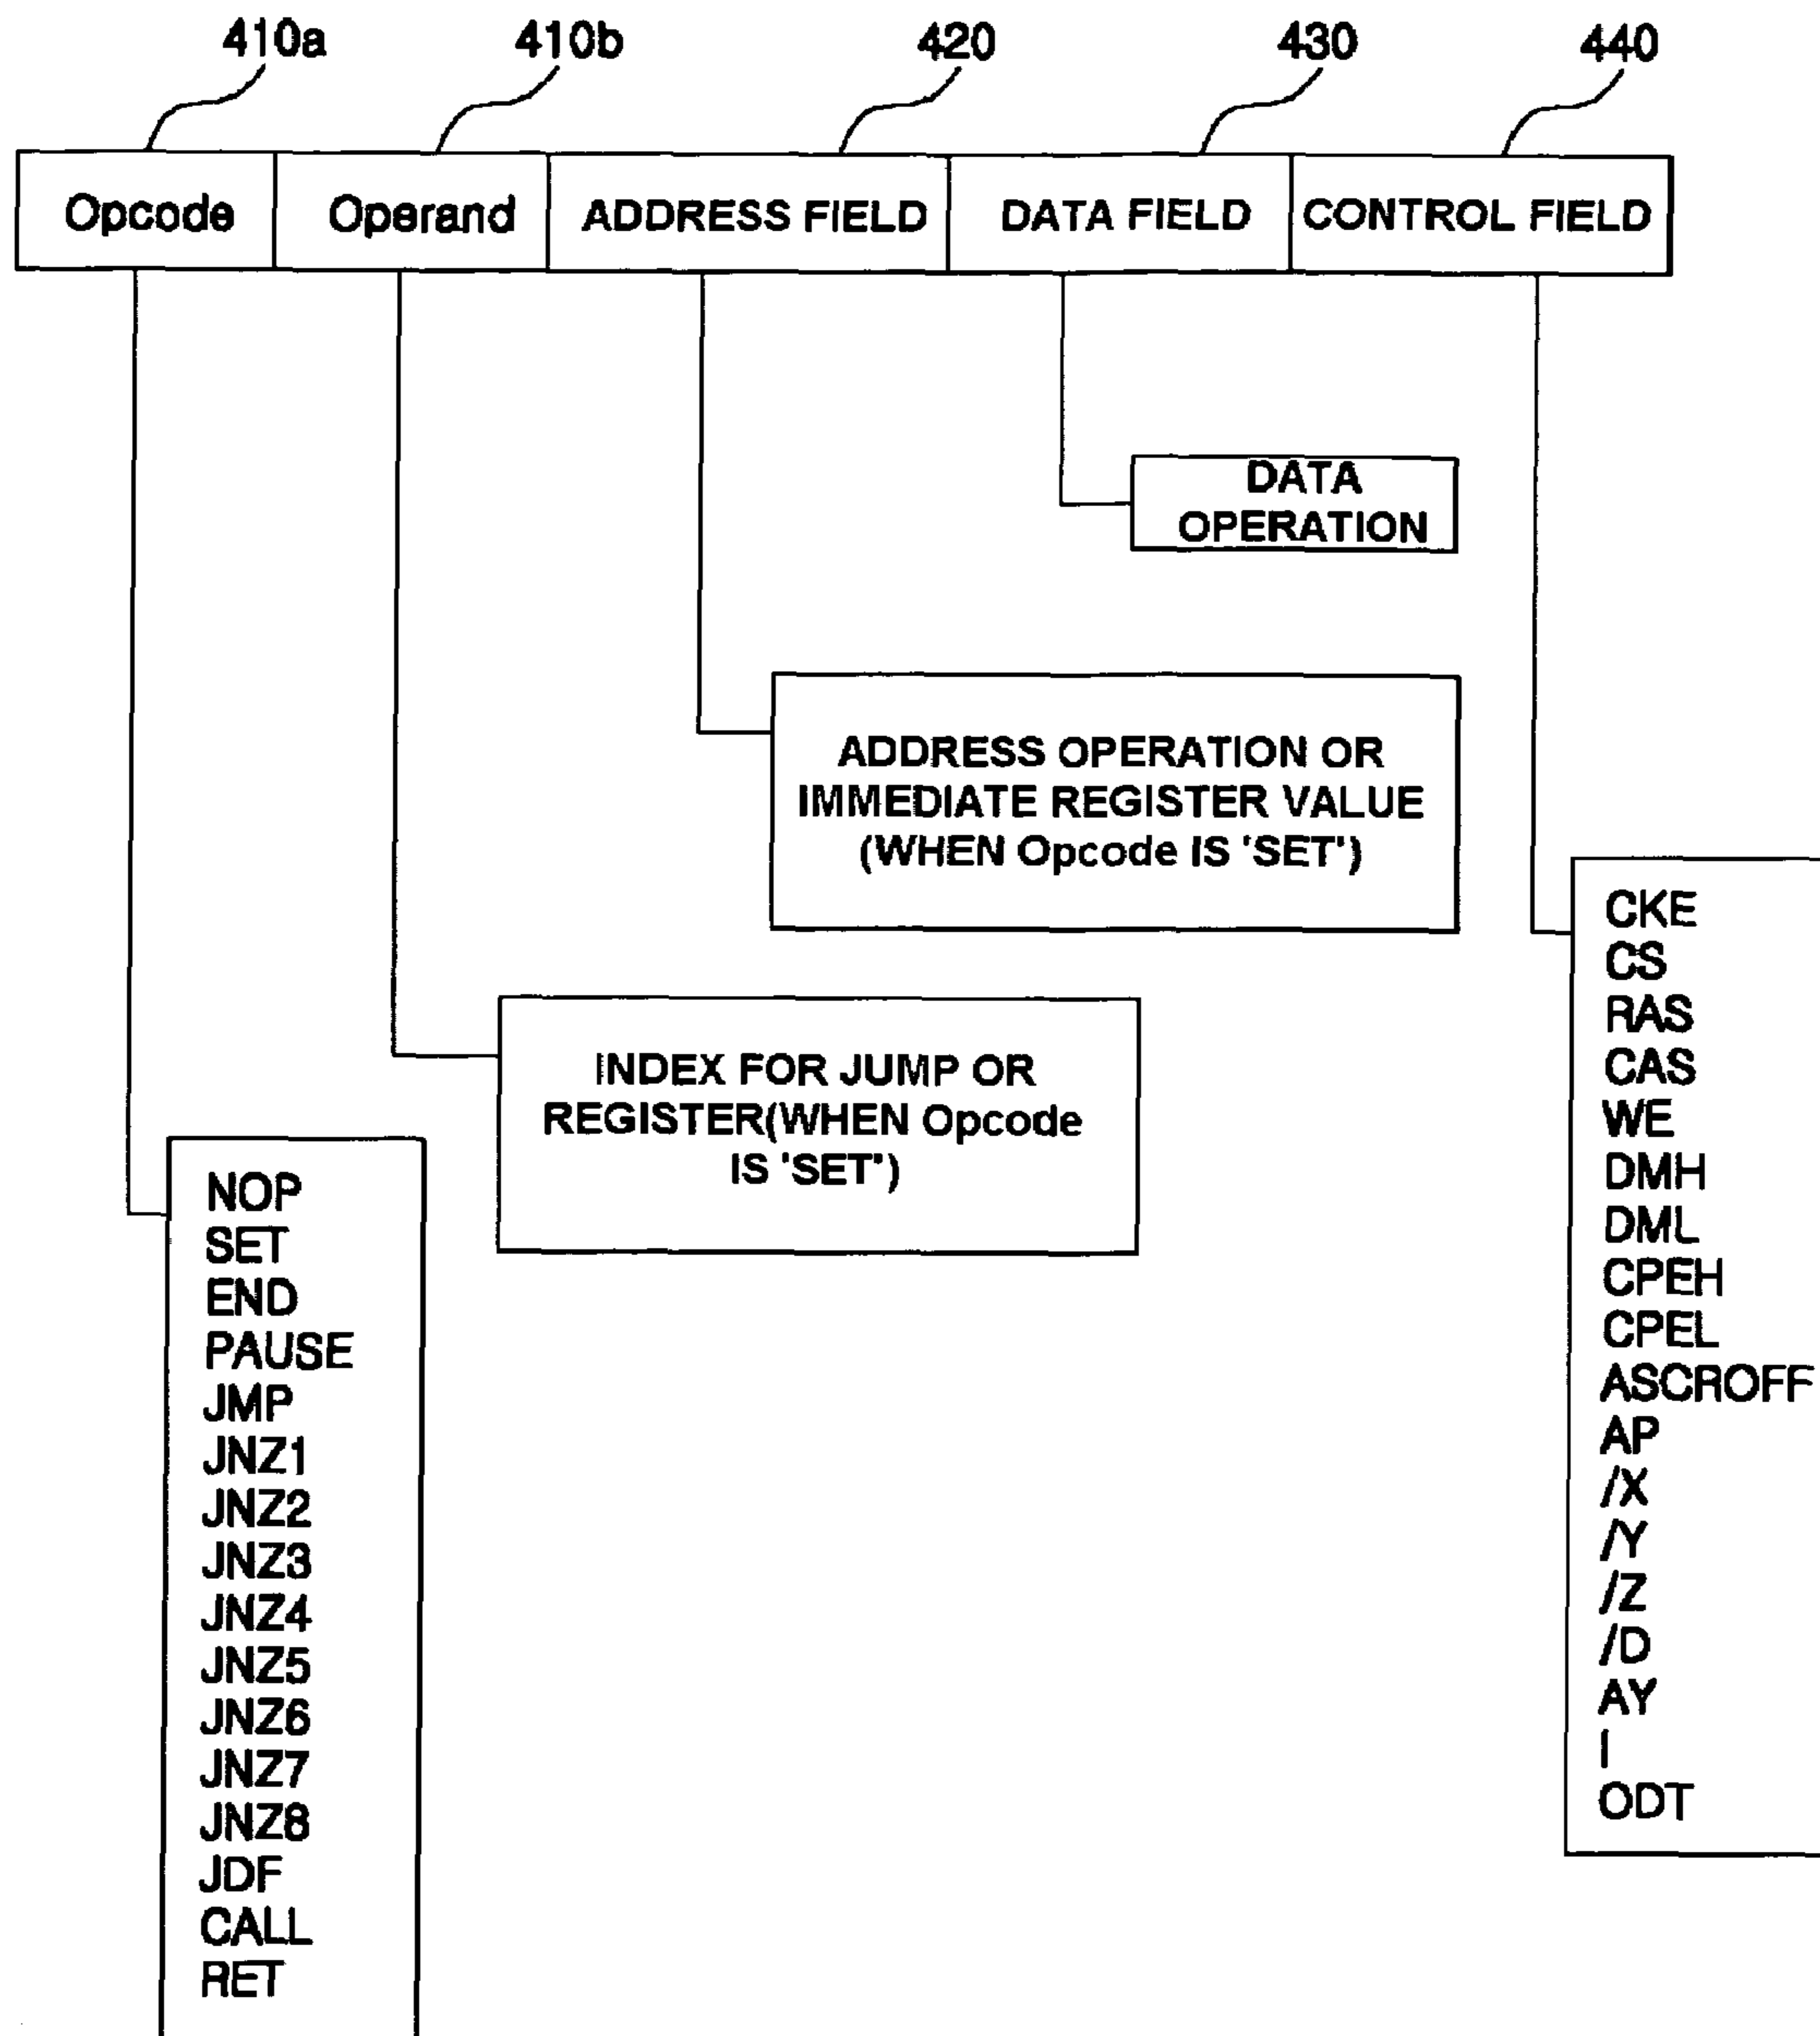 410a 410b 420 430 440
Opcode Operand ADDRESS FIELD DATA FIELD CONTROL FIELD
DATA
OPERATION
ADDRESS OPERATION OR
IMMEDIATE REGISTER VALUE
(WHEN Opcode IS 'SET')
INDEX FOR JUMP OR
REGISTER(WHEN Opcode
IS 'SET')
NOP
SET
END
PAUSE
JMP
JNZ1
JNZ2
JNZ3
JNZ4
JNZ5
JNZ6
JNZ7
JNZ8
JDF
CALL
RET
CKE
CS
RAS
CAS
WE
DMH
DML
CPEH
CPEL
ASCROFF
AP
/X
/Y
/Z
/D
AY
I
ODT